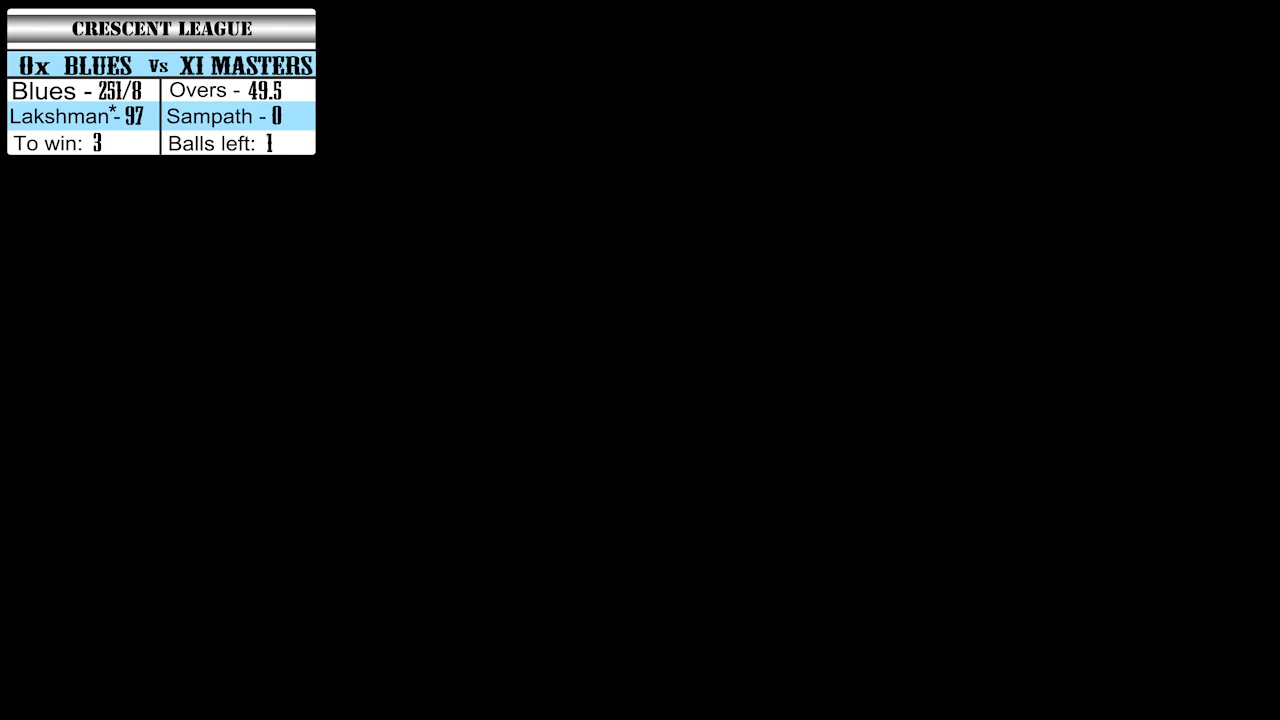 CRESCENT LEAGUE
Ox BLUES Vs XI MASTERS
Blues - 251/8 Overs - 49.5
Lakshman*- 97 Sampath - 0
To win: 3 Balls left: 1